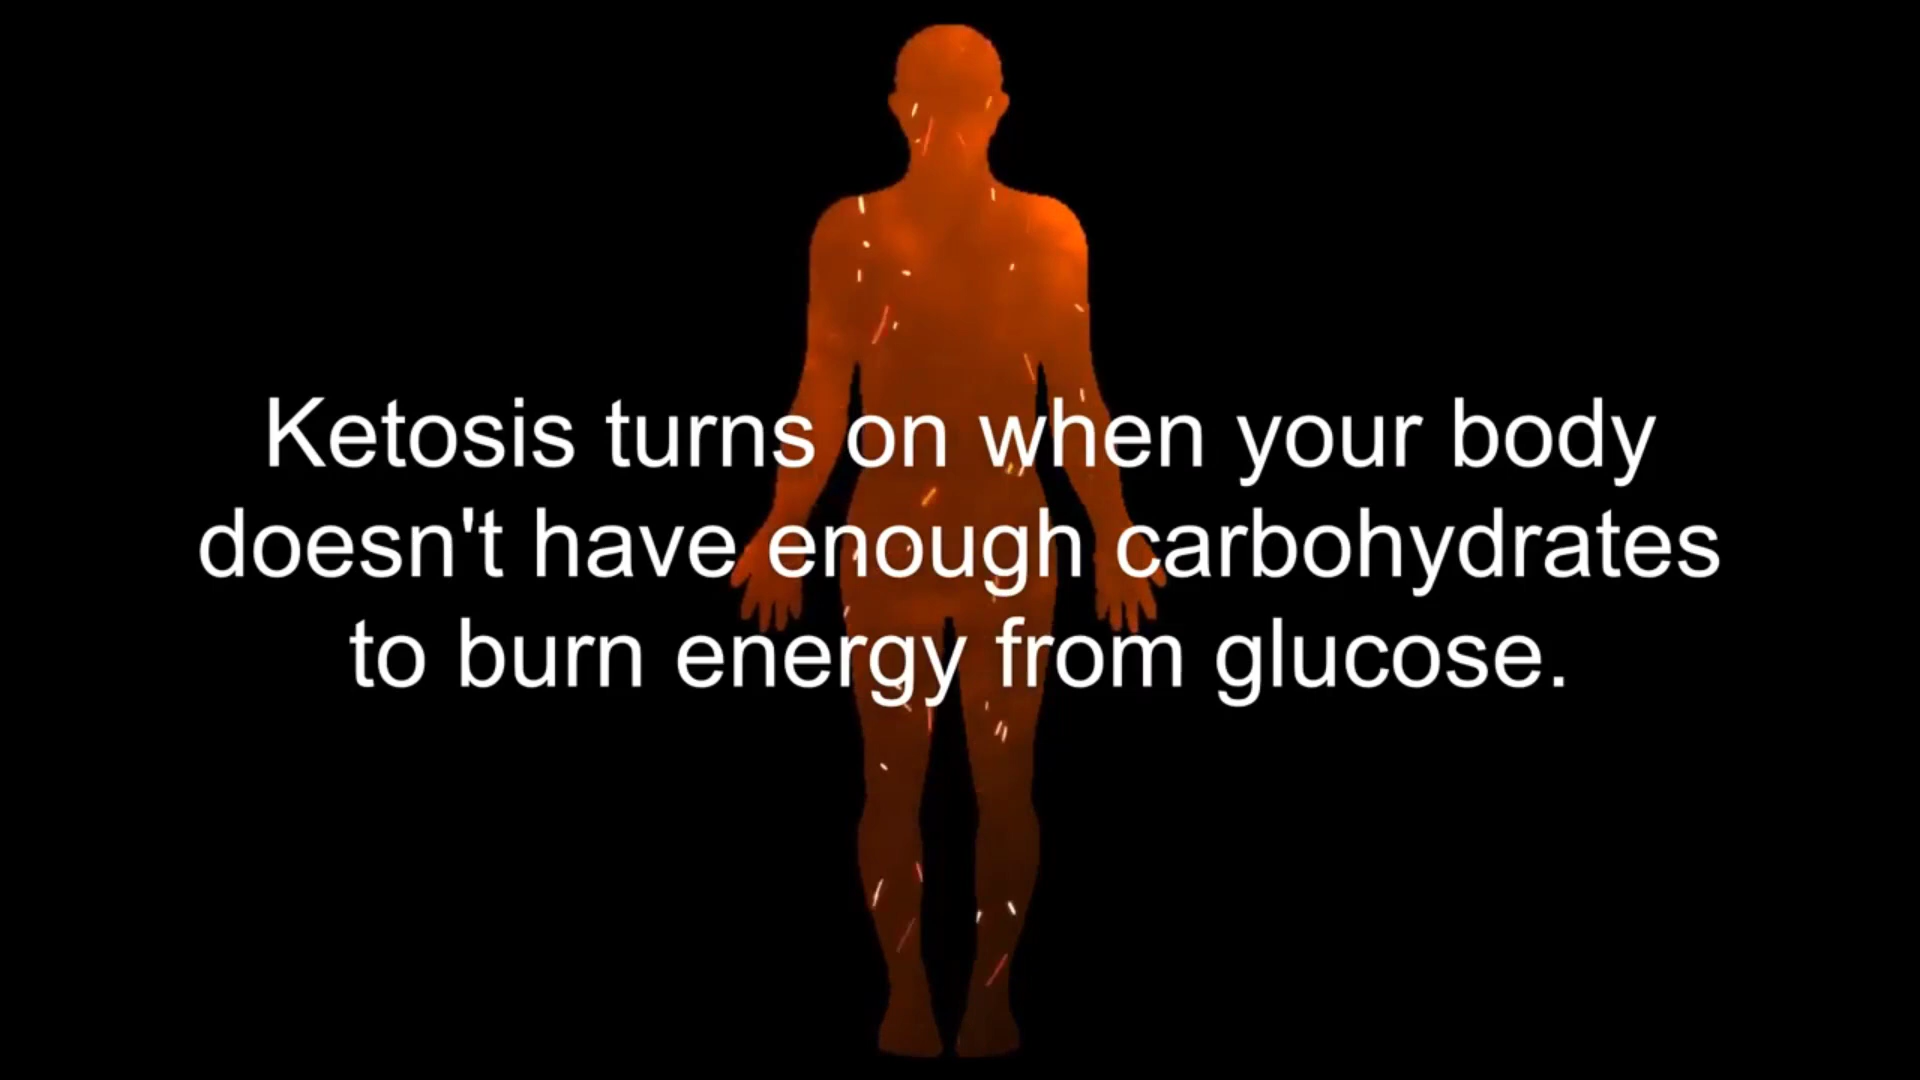 Ketosis turns on when your body
doesn't have enough carbohydrates
to burn energy from glucose.